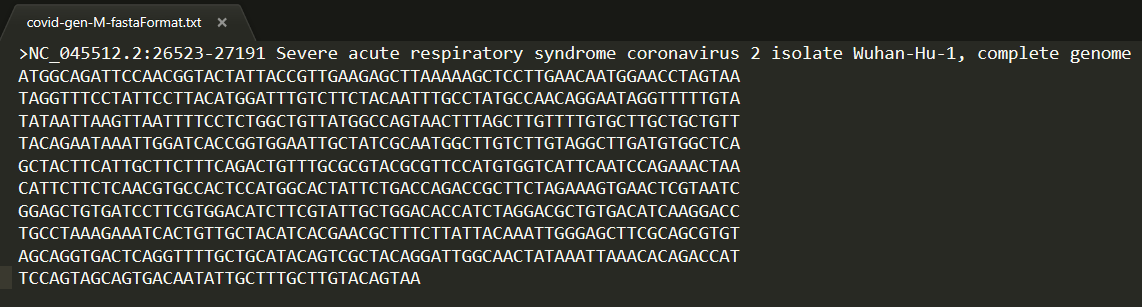 covid-gen-M-fastaFormat.txt ×
>NC_045512.2:26523-27191 Severe acute respiratory syndrome coronavirus 2 isolate Wuhan-Hu-1, complete genome
ATGGCAGATTCCAACGGTACTATTACCGTTGAAGAGCTTAAAAAGCTCCTTGAACAATGGAACCTAGTAA
TAGGTTTCCTATTCCTTACATGGATTTGTCTTCTACAATTTGCCTATGCCAACAGGAATAGGTTTTTGTA
TATAATTAAGTTAATTTTCCTCTGGCTGTTATGGCCAGTAACTTTAGCTTGTTTTGTGCTTGCTGCTGTT
TACAGAATAAATTGGATCACCGGTGGAATTGCTATCGCAATGGCTTGTCTTGTAGGCTTGATGTGGCTCA
GCTACTTCATTGCTTCTTTCAGACTGTTTGCGCGTACGCGTTCCATGTGGTCATTCAATCCAGAAACTAA
CATTCTTCTCAACGTGCCACTCCATGGCACTATTCTGACCAGACCGCTTCTAGAAAGTGAACTCGTAATC
GGAGCTGTGATCCTTCGTGGACATCTTCGTATTGCTGGACACCATCTAGGACGCTGTGACATCAAGGACC
TGCCTAAAGAAATCACTGTTGCTACATCACGAACGCTTTCTTATTACAAATTGGGAGCTTCGCAGCGTGT
AGCAGGTGACTCAGGTTTTGCTGCATACAGTCGCTACAGGATTGGCAACTATAAATTAAACACAGACCAT
TCCAGTAGCAGTGACAATATTGCTTTGCTTGTACAGTAA